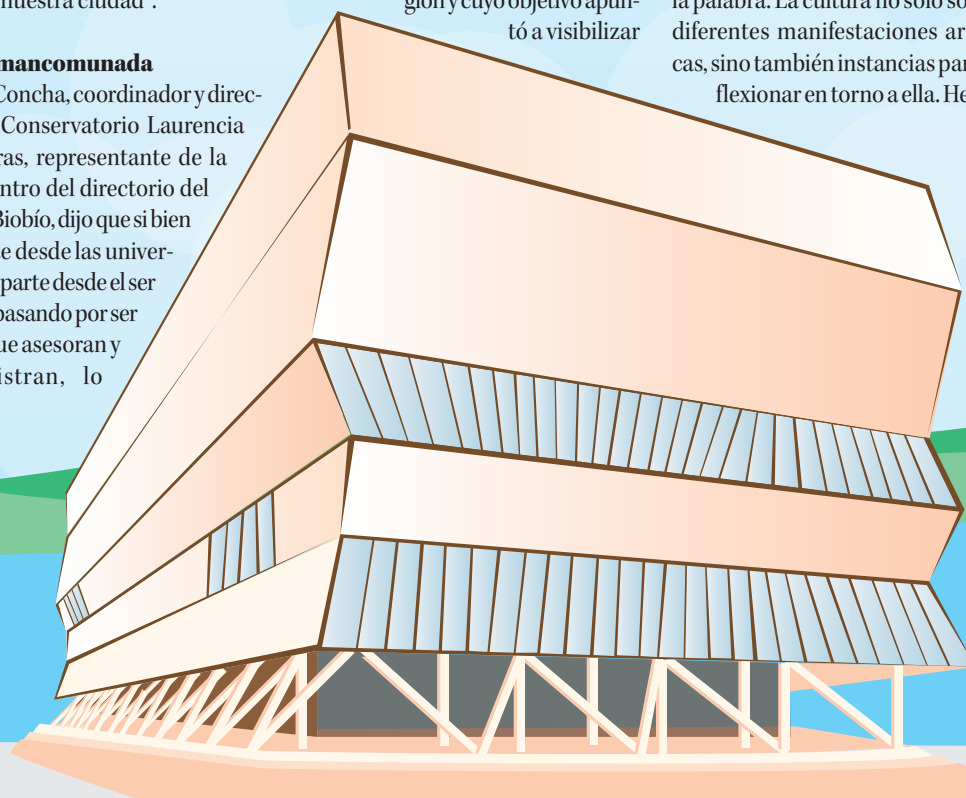 nuestra ciudad".
mancomunada
Concha, coordinador y direc-
Conservatorio Laurencia
ras, representante de la
ntro del directorio del
Biobío, dijo que si bien
e desde las univer-
parte desde el ser
pasando por ser
ue asesoran y
istran, lo
gión y cuyo objetivo apun-
tó a visibilizar
la palabra. La cultura no sólo so
diferentes manifestaciones ar
cas, sino también instancias par
flexionar en torno a ella. He